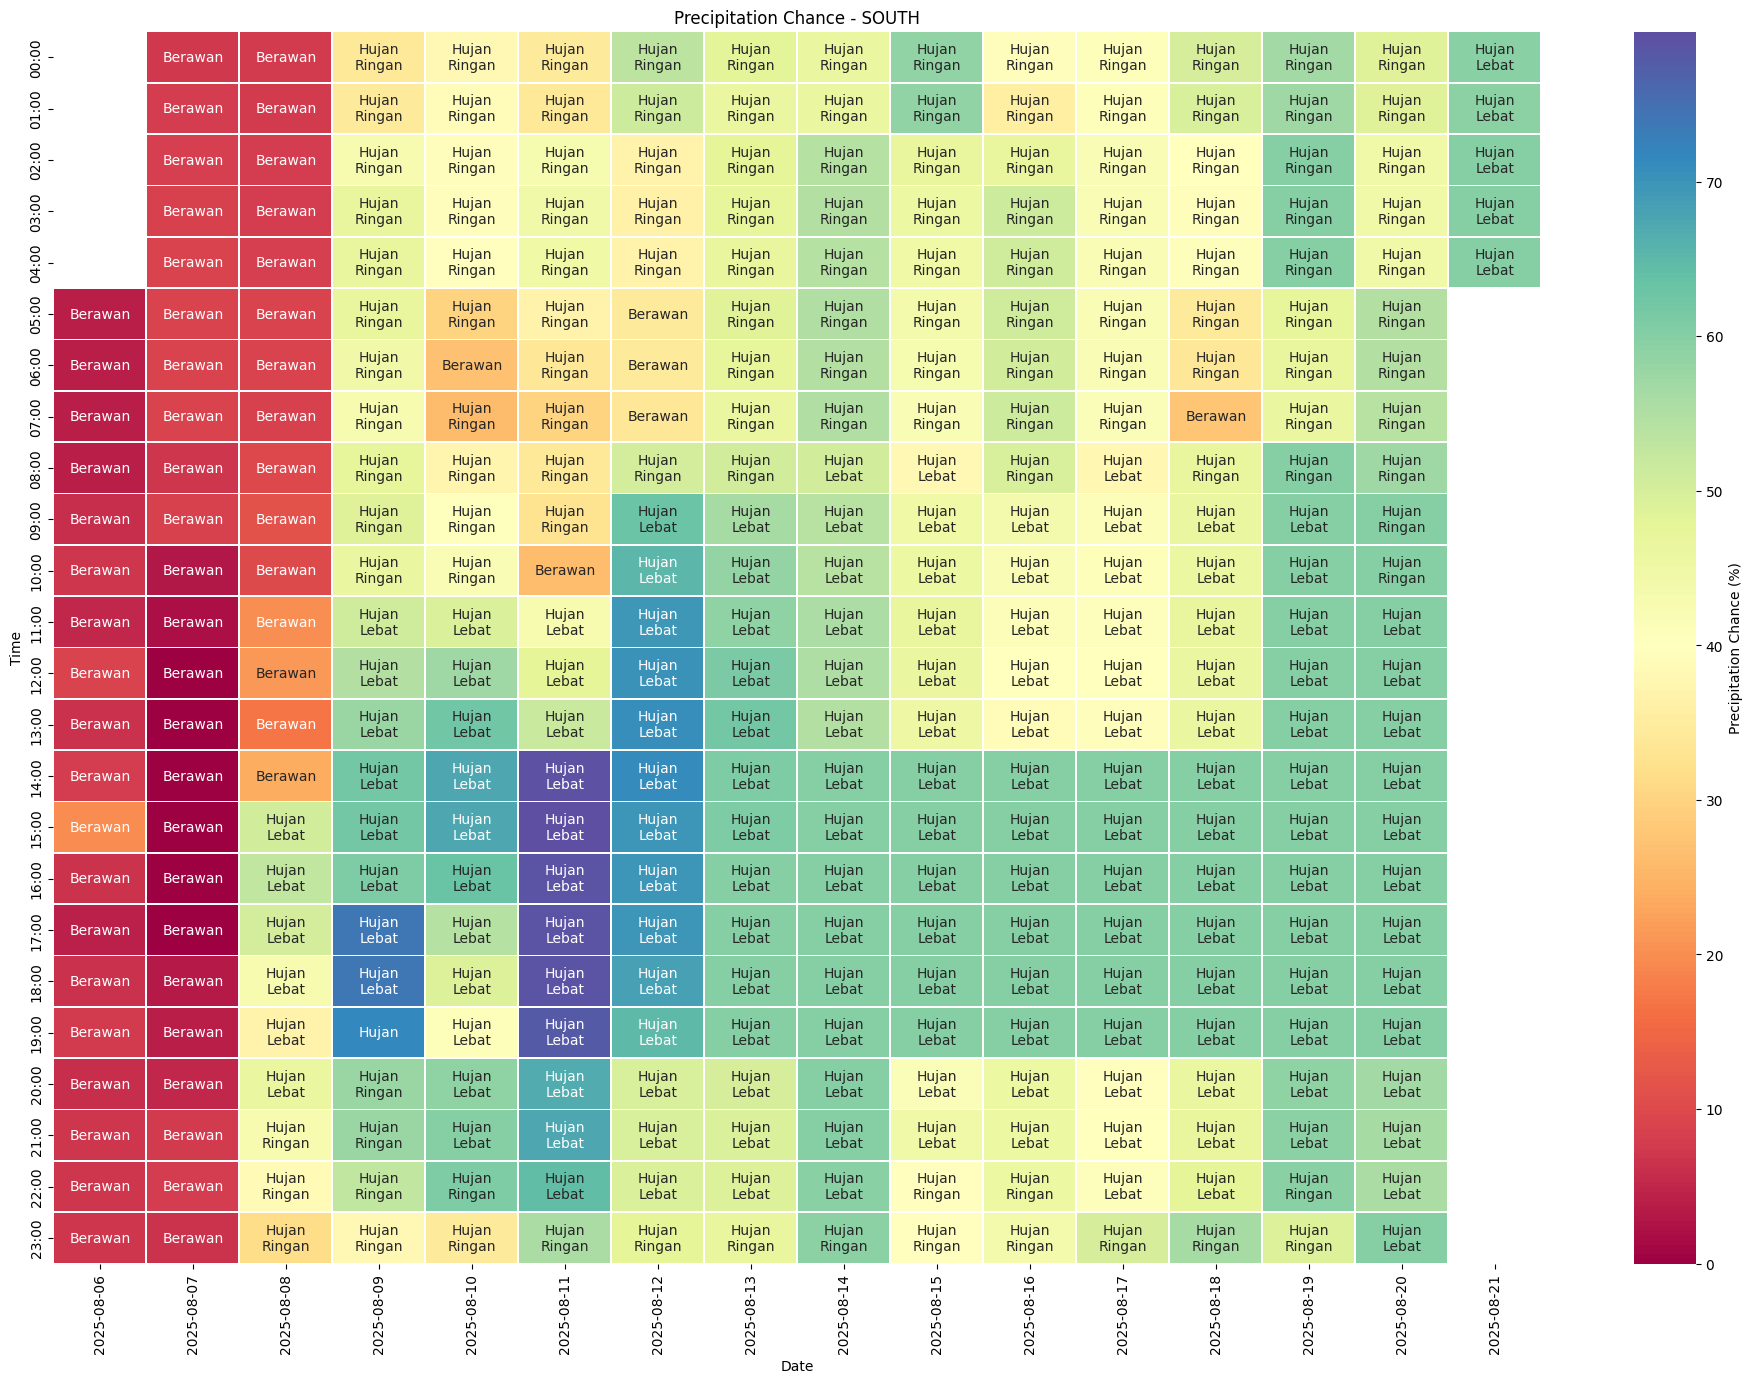 Precipitation Chance - SOUTH
00:00 Berawan Berawan Hujan Ringan Hujan Ringan Hujan Ringan Hujan Ringan Hujan Ringan Hujan Ringan Hujan Ringan Hujan Ringan Hujan Ringan Hujan Ringan Hujan Ringan Hujan Ringan Hujan Lebat
01:00 Berawan Berawan Hujan Ringan Hujan Ringan Hujan Ringan Hujan Ringan Hujan Ringan Hujan Ringan Hujan Ringan Hujan Ringan Hujan Ringan Hujan Ringan Hujan Ringan Hujan Ringan Hujan Lebat
02:00 Berawan Berawan Hujan Ringan Hujan Ringan Hujan Ringan Hujan Ringan Hujan Ringan Hujan Ringan Hujan Ringan Hujan Ringan Hujan Ringan Hujan Ringan Hujan Ringan Hujan Ringan Hujan Lebat
03:00 Berawan Berawan Hujan Ringan Hujan Ringan Hujan Ringan Hujan Ringan Hujan Ringan Hujan Ringan Hujan Ringan Hujan Ringan Hujan Ringan Hujan Ringan Hujan Ringan Hujan Ringan Hujan Lebat
04:00 Berawan Berawan Hujan Ringan Hujan Ringan Hujan Ringan Hujan Ringan Hujan Ringan Hujan Ringan Hujan Ringan Hujan Ringan Hujan Ringan Hujan Ringan Hujan Ringan Hujan Ringan Hujan Lebat
05:00 Berawan Berawan Berawan Hujan Ringan Hujan Ringan Hujan Ringan Berawan Hujan Ringan Hujan Ringan Hujan Ringan Hujan Ringan Hujan Ringan Hujan Ringan Hujan Ringan Hujan Ringan
06:00 Berawan Berawan Berawan Hujan Ringan Berawan Hujan Ringan Berawan Hujan Ringan Hujan Ringan Hujan Ringan Hujan Ringan Hujan Ringan Hujan Ringan Hujan Ringan Hujan Ringan
07:00 Berawan Berawan Berawan Hujan Ringan Hujan Ringan Hujan Ringan Berawan Hujan Ringan Hujan Ringan Hujan Ringan Hujan Ringan Hujan Ringan Berawan Hujan Ringan Hujan Ringan
08:00 Berawan Berawan Berawan Hujan Ringan Hujan Ringan Hujan Ringan Hujan Ringan Hujan Ringan Hujan Lebat Hujan Lebat Hujan Ringan Hujan Lebat Hujan Ringan Hujan Ringan Hujan Ringan
09:00 Berawan Berawan Berawan Hujan Ringan Hujan Ringan Hujan Ringan Hujan Lebat Hujan Lebat Hujan Lebat Hujan Lebat Hujan Lebat Hujan Lebat Hujan Lebat Hujan Lebat Hujan Ringan
10:00 Berawan Berawan Berawan Hujan Ringan Hujan Ringan Berawan Hujan Lebat Hujan Lebat Hujan Lebat Hujan Lebat Hujan Lebat Hujan Lebat Hujan Lebat Hujan Lebat Hujan Ringan
11:00 Berawan Berawan Berawan Hujan Lebat Hujan Lebat Hujan Lebat Hujan Lebat Hujan Lebat Hujan Lebat Hujan Lebat Hujan Lebat Hujan Lebat Hujan Lebat Hujan Lebat Hujan Lebat
12:00 Berawan Berawan Berawan Hujan Lebat Hujan Lebat Hujan Lebat Hujan Lebat Hujan Lebat Hujan Lebat Hujan Lebat Hujan Lebat Hujan Lebat Hujan Lebat Hujan Lebat Hujan Lebat
13:00 Berawan Berawan Berawan Hujan Lebat Hujan Lebat Hujan Lebat Hujan Lebat Hujan Lebat Hujan Lebat Hujan Lebat Hujan Lebat Hujan Lebat Hujan Lebat Hujan Lebat Hujan Lebat
14:00 Berawan Berawan Berawan Hujan Lebat Hujan Lebat Hujan Lebat Hujan Lebat Hujan Lebat Hujan Lebat Hujan Lebat Hujan Lebat Hujan Lebat Hujan Lebat Hujan Lebat Hujan Lebat
15:00 Berawan Berawan Hujan Lebat Hujan Lebat Hujan Lebat Hujan Lebat Hujan Lebat Hujan Lebat Hujan Lebat Hujan Lebat Hujan Lebat Hujan Lebat Hujan Lebat Hujan Lebat Hujan Lebat
16:00 Berawan Berawan Hujan Lebat Hujan Lebat Hujan Lebat Hujan Lebat Hujan Lebat Hujan Lebat Hujan Lebat Hujan Lebat Hujan Lebat Hujan Lebat Hujan Lebat Hujan Lebat Hujan Lebat
17:00 Berawan Berawan Hujan Lebat Hujan Lebat Hujan Lebat Hujan Lebat Hujan Lebat Hujan Lebat Hujan Lebat Hujan Lebat Hujan Lebat Hujan Lebat Hujan Lebat Hujan Lebat Hujan Lebat
18:00 Berawan Berawan Hujan Lebat Hujan Lebat Hujan Lebat Hujan Lebat Hujan Lebat Hujan Lebat Hujan Lebat Hujan Lebat Hujan Lebat Hujan Lebat Hujan Lebat Hujan Lebat Hujan Lebat
19:00 Berawan Berawan Hujan Lebat Hujan Hujan Lebat Hujan Lebat Hujan Lebat Hujan Lebat Hujan Lebat Hujan Lebat Hujan Lebat Hujan Lebat Hujan Lebat Hujan Lebat Hujan Lebat
20:00 Berawan Berawan Hujan Lebat Hujan Ringan Hujan Lebat Hujan Lebat Hujan Lebat Hujan Lebat Hujan Lebat Hujan Lebat Hujan Lebat Hujan Lebat Hujan Lebat Hujan Lebat Hujan Lebat
21:00 Berawan Berawan Hujan Ringan Hujan Ringan Hujan Lebat Hujan Lebat Hujan Lebat Hujan Lebat Hujan Lebat Hujan Lebat Hujan Lebat Hujan Lebat Hujan Lebat Hujan Lebat Hujan Lebat
22:00 Berawan Berawan Hujan Ringan Hujan Ringan Hujan Ringan Hujan Lebat Hujan Lebat Hujan Lebat Hujan Lebat Hujan Ringan Hujan Ringan Hujan Lebat Hujan Lebat Hujan Ringan Hujan Lebat
23:00 Berawan Berawan Hujan Ringan Hujan Ringan Hujan Ringan Hujan Ringan Hujan Ringan Hujan Ringan Hujan Ringan Hujan Ringan Hujan Ringan Hujan Ringan Hujan Ringan Hujan Ringan Hujan Lebat
Time
2025-08-06 2025-08-07 2025-08-08 2025-08-09 2025-08-10 2025-08-11 2025-08-12 2025-08-13 2025-08-14 2025-08-15 2025-08-16 2025-08-17 2025-08-18 2025-08-19 2025-08-20 2025-08-21
Date
70
60
50
40
30
20
10
0
Precipitation Chance (%)